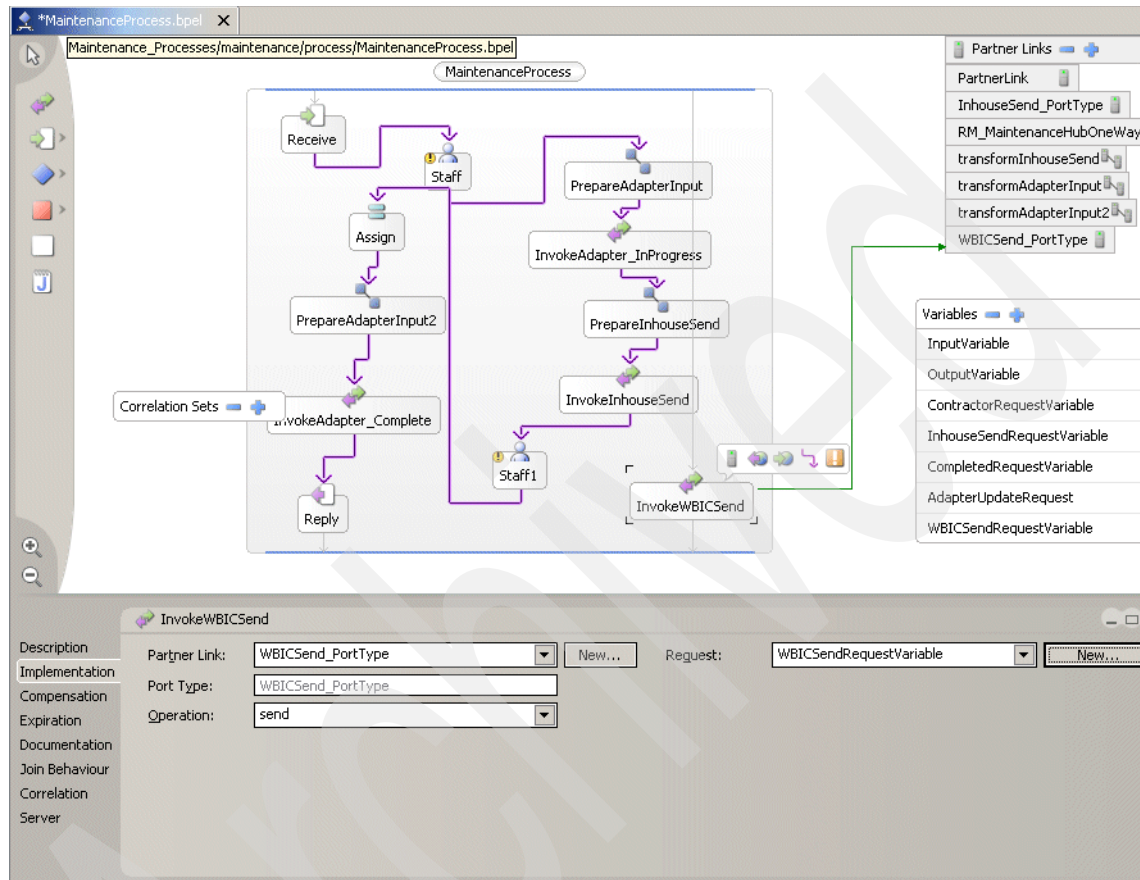 *MaintenanceProcess.bpel
Maintenance_Processes/maintenance/process/MaintenanceProcess.bpel
MaintenanceProcess
Receive
Staff
PrepareAdapterInput
Assign
InvokeAdapter_InProgress
PrepareAdapterInput2
PrepareInhouseSend
Correlation Sets
InvokeInhouseSend
InvokeAdapter_Complete
Staff1
InvokeWBICSend
Reply
Partner Links
PartnerLink
InhouseSend_PortType
RM_MaintenanceHubOneWay
transformInhouseSend
transformAdapterInput
transformAdapterInput2
WBICSend_PortType
Variables
InputVariable
OutputVariable
ContractorRequestVariable
InhouseSendRequestVariable
CompletedRequestVariable
AdapterUpdateRequest
WBICSendRequestVariable
InvokeWBICSend
Description
Implementation
Compensation
Expiration
Documentation
Join Behaviour
Correlation
Server
Partner Link: WBICSend_PortType New... Request: WBICSendRequestVariable New...
Port Type: WBICSend_PortType
Operation: send
Archived